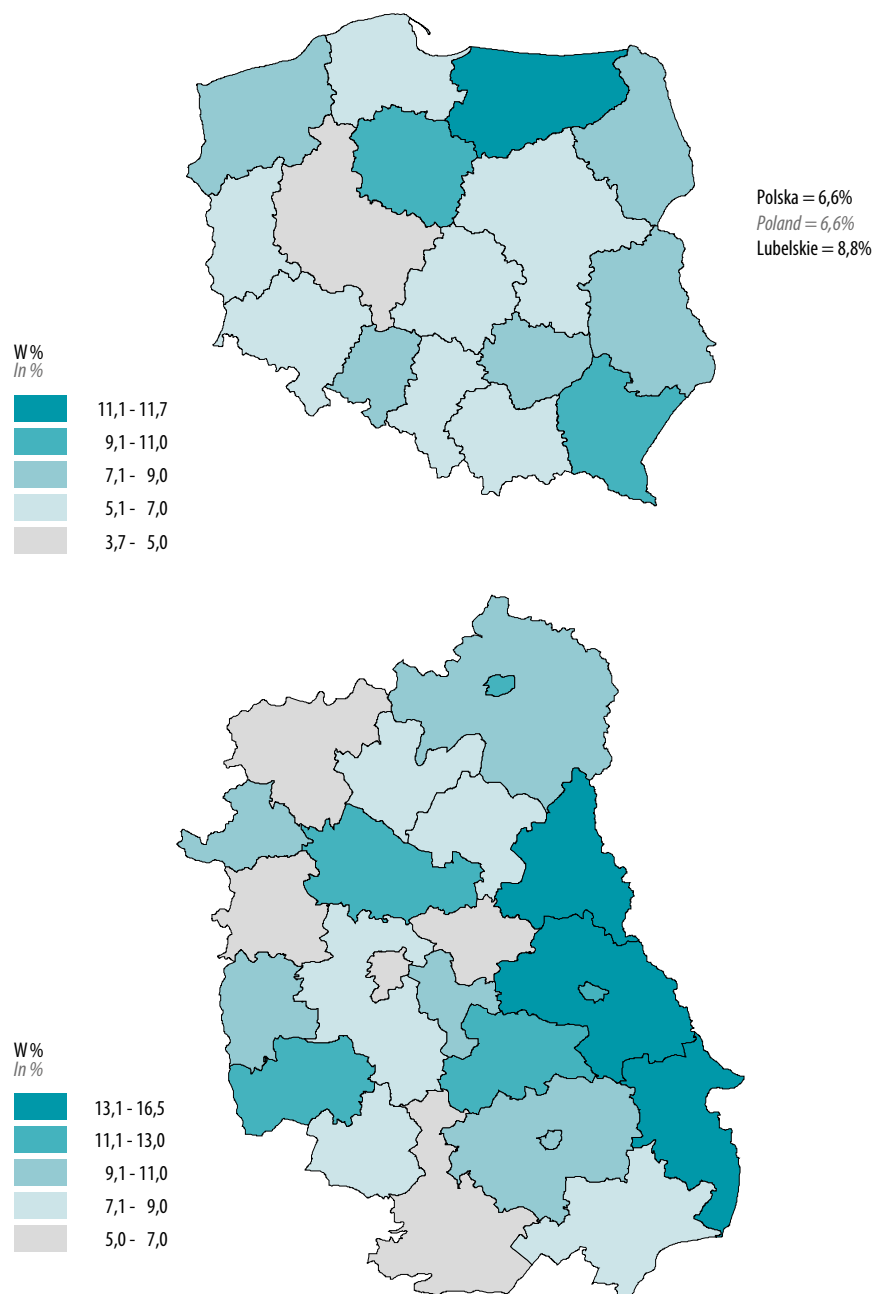 Polska = 6,6%
Poland = 6,6%
Lubelskie = 8,8%
W %
In %
11,1 - 11,7
9,1 - 11,0
7,1 - 9,0
5,1 - 7,0
3,7 - 5,0
W %
In %
13,1 - 16,5
11,1 - 13,0
9,1 - 11,0
7,1 - 9,0
5,0 - 7,0